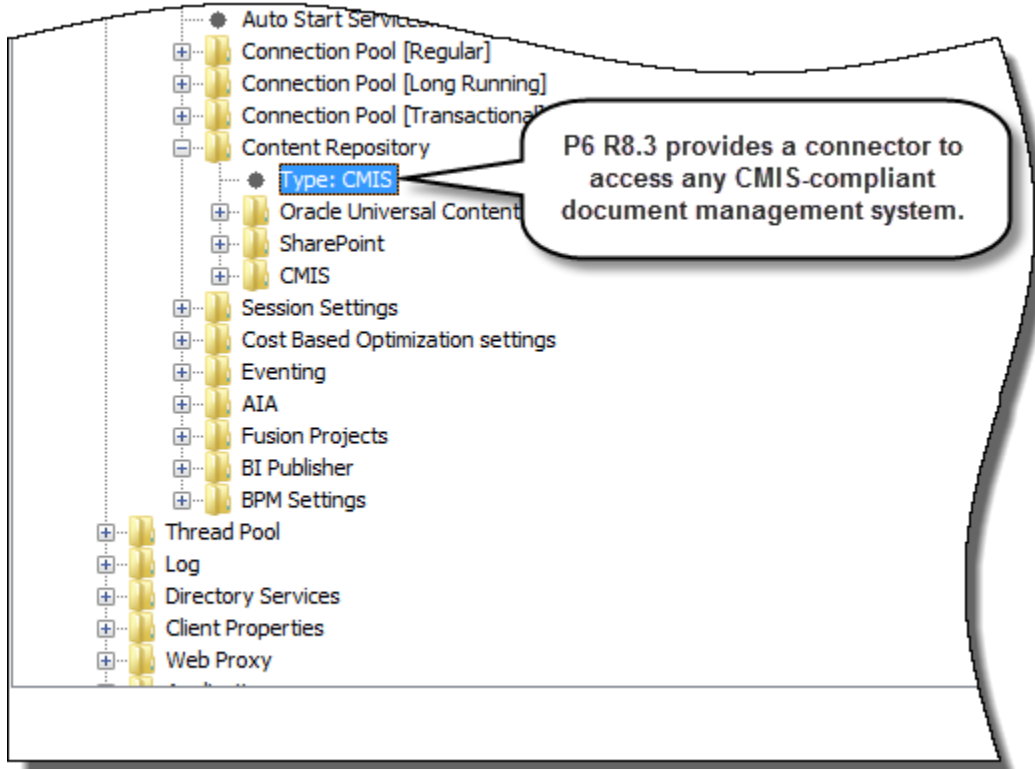 Auto Start Services
Connection Pool [Regular]
Connection Pool [Long Running]
Connection Pool [Transactional]
Content Repository
Type: CMIS
P6 R8.3 provides a connector to
access any CMIS-compliant
document management system.
Oracle Universal Content
SharePoint
CMIS
Session Settings
Cost Based Optimization settings
Eventing
AIA
Fusion Projects
BI Publisher
BPM Settings
Thread Pool
Log
Directory Services
Client Properties
Web Proxy